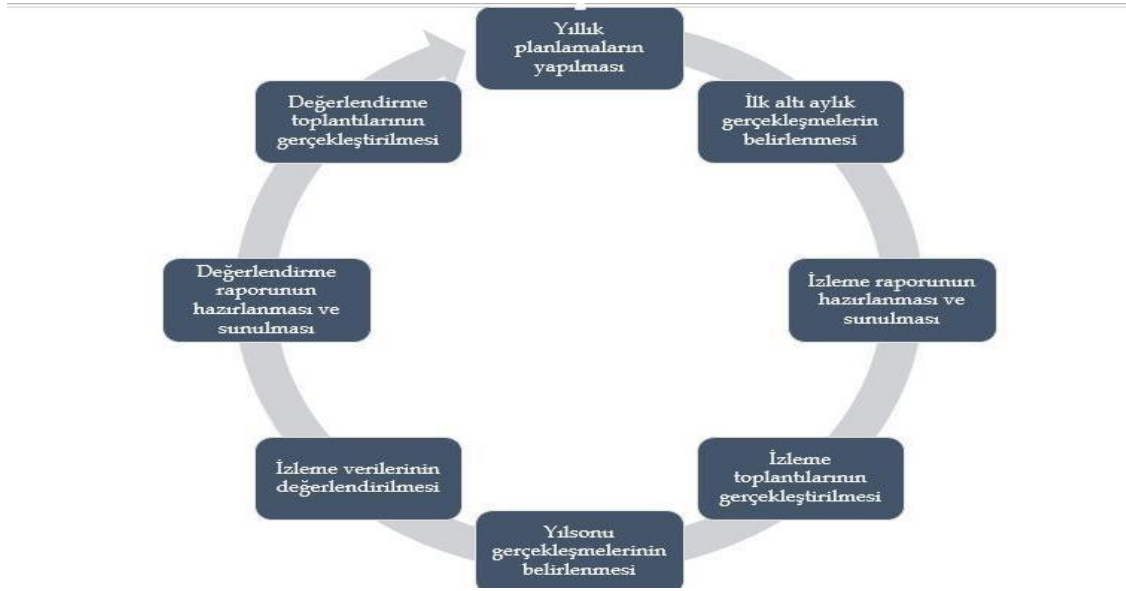 Yıllık
planlamaların
yapılması
İlk altı aylık
gerçekleşmelerin
belirlenmesi
İzleme raporunun
hazırlanması ve
sunulması
İzleme
toplantılarının
gerçekleştirilmesi
Yılsonu
gerçekleşmelerinin
belirlenmesi
İzleme verilerinin
değerlendirilmesi
Değerlendirme
raporunun
hazırlanması ve
sunulması
Değerlendirme
toplantılarının
gerçekleştirilmesi